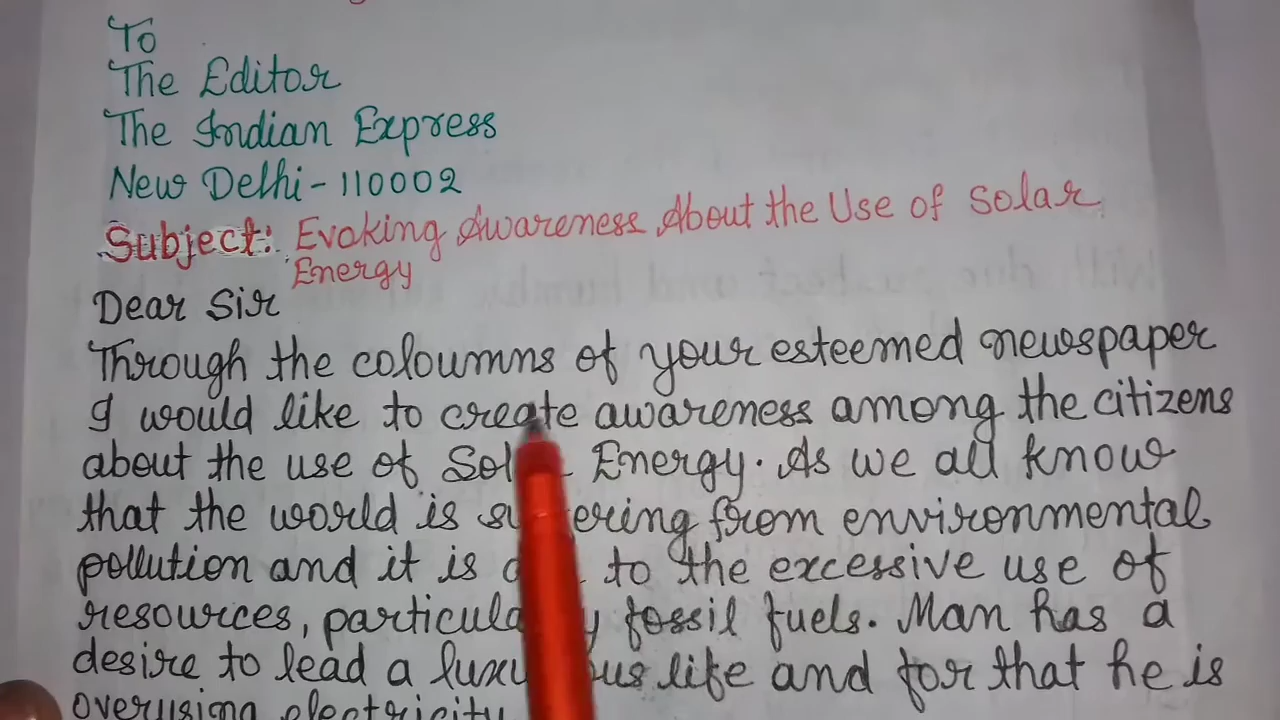 To
The Editor
The Indian Express
New Delhi - 110002
Subject: Evoking Awareness About the Use of Solar
Energy
Dear Sir
Through the coloumns of your esteemed newspaper
I would like to create awareness among the citizens
about the use of Energy. As we all know
that the world is from environmental
pollution and it is to the excessive use of
resources, fossil fuels. Man has a
desire to lead a life and for that he is
overusing electricity